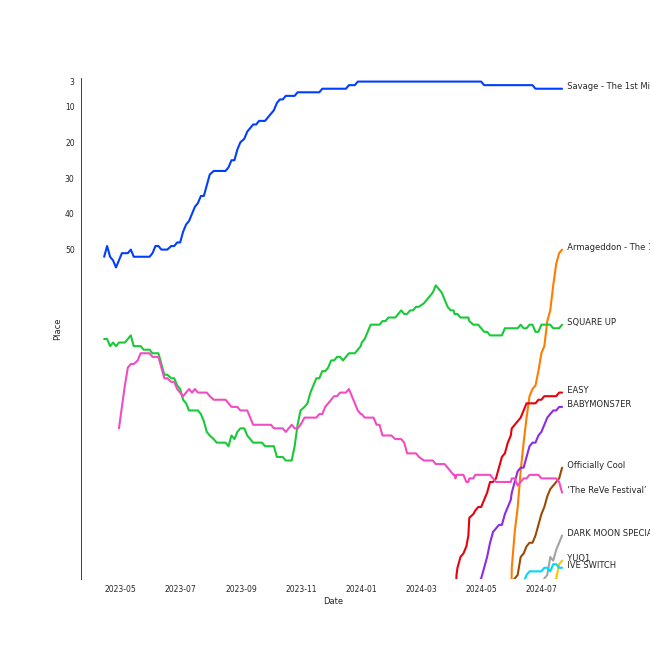 3
10
20
30
40
50
Place
Savage - The 1st Mi
Armageddon - The 1
SQUARE UP
EASY
BABYMONS7ER
Officially Cool
'The ReVe Festival'
DARK MOON SPECIA
YUQ1
IVE SWITCH
2023-05 2023-07 2023-09 2023-11 2024-01 2024-03 2024-05 2024-07
Date